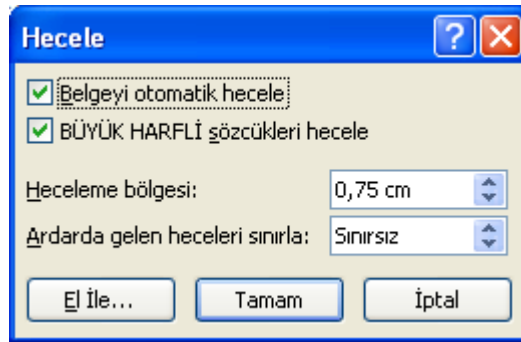 Hecele
Belgeyi otomatik hecele
BÜYÜK HARFLİ sözcükleri hecele
Heceleme bölgesi: 0,75 cm
Ardarda gelen heceleri sınırla: Sınırsız
El İle... Tamam İptal